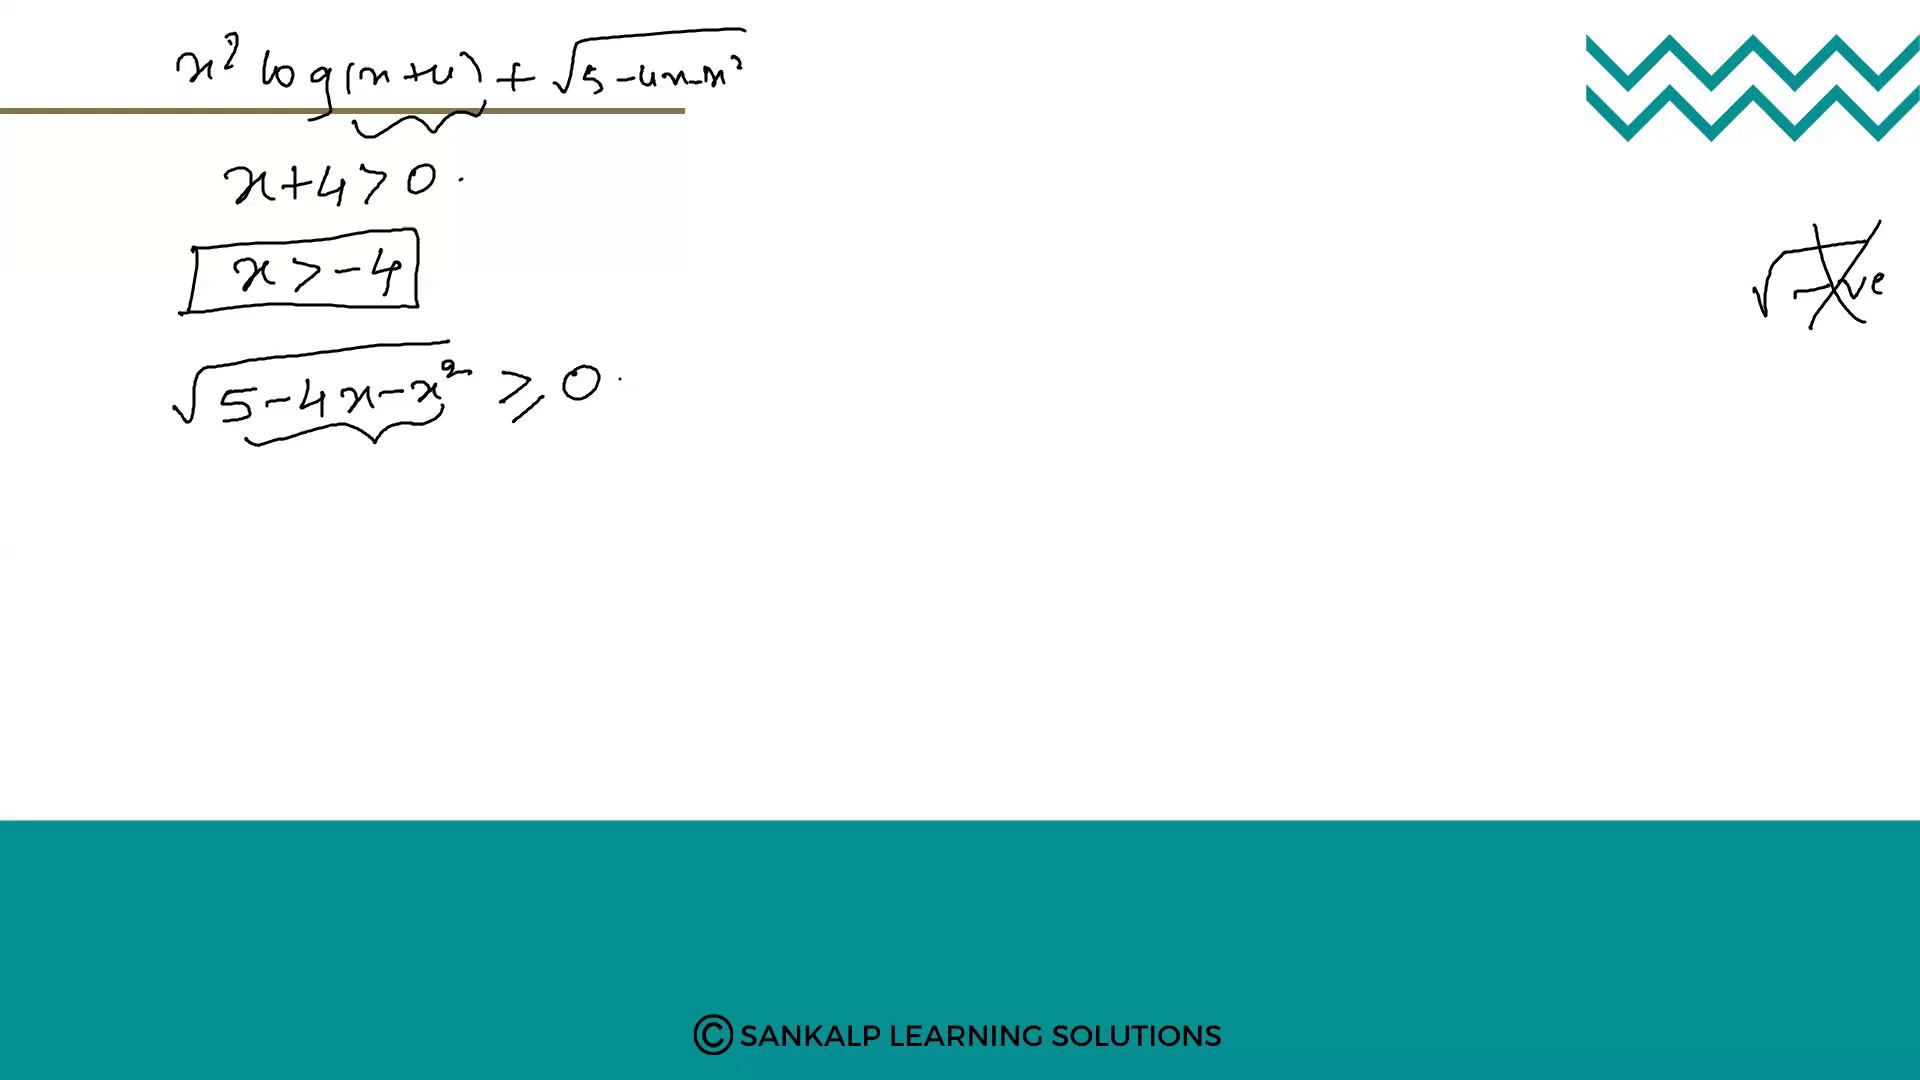 x² log(x+4) + √5-4x-x²
x+4>0.
x>-4
√-ve
√5-4x-x² ≥ 0.
© SANKALP LEARNING SOLUTIONS